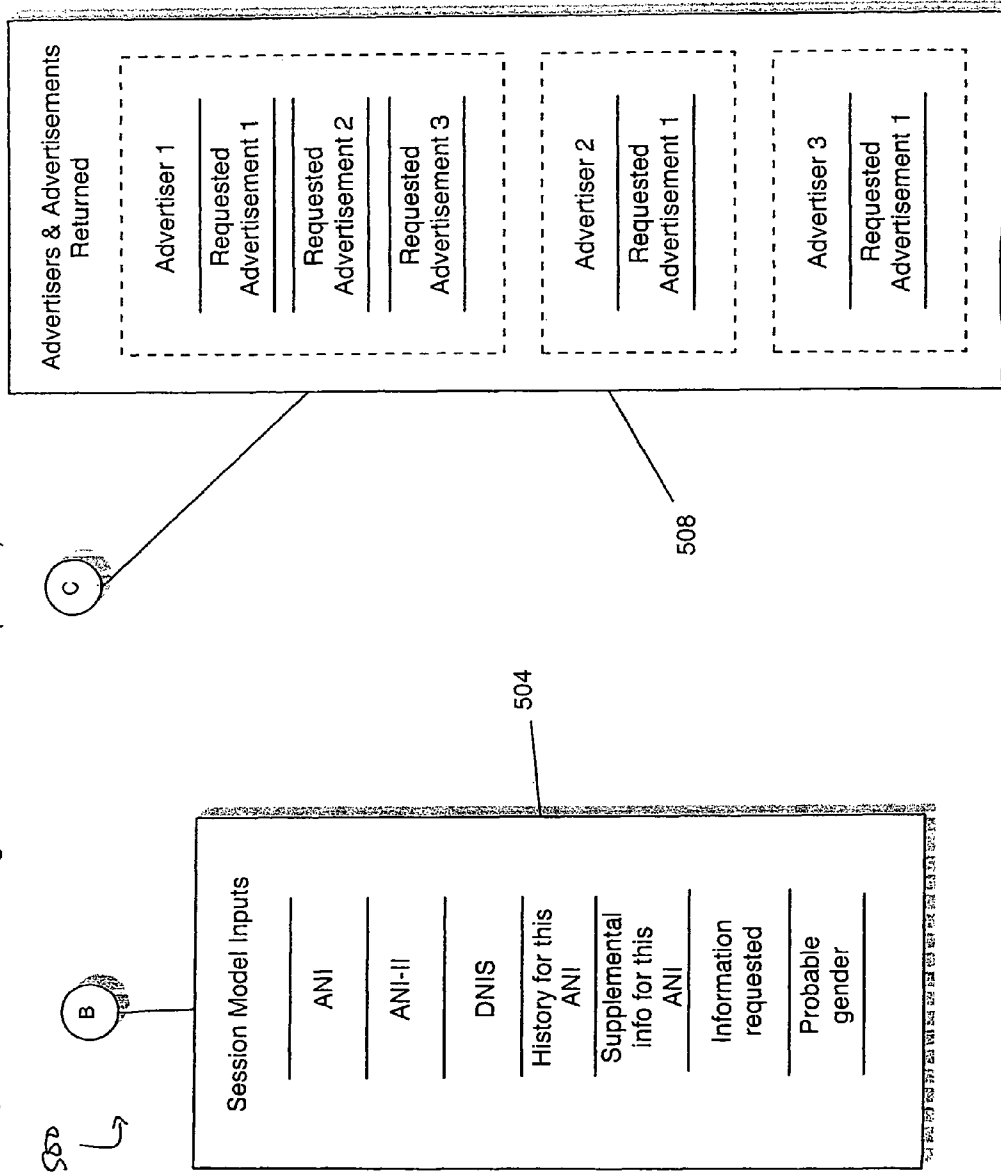 500
B
Session Model Inputs
ANI
ANI-II
DNIS
History for this
ANI
Supplemental
info for this
ANI
Information
requested
Probable
gender
504
C
508
Advertisers & Advertisements
Returned
Advertiser 1
Requested
Advertisement 1
Requested
Advertisement 2
Requested
Advertisement 3
Advertiser 2
Requested
Advertisement 1
Advertiser 3
Requested
Advertisement 1